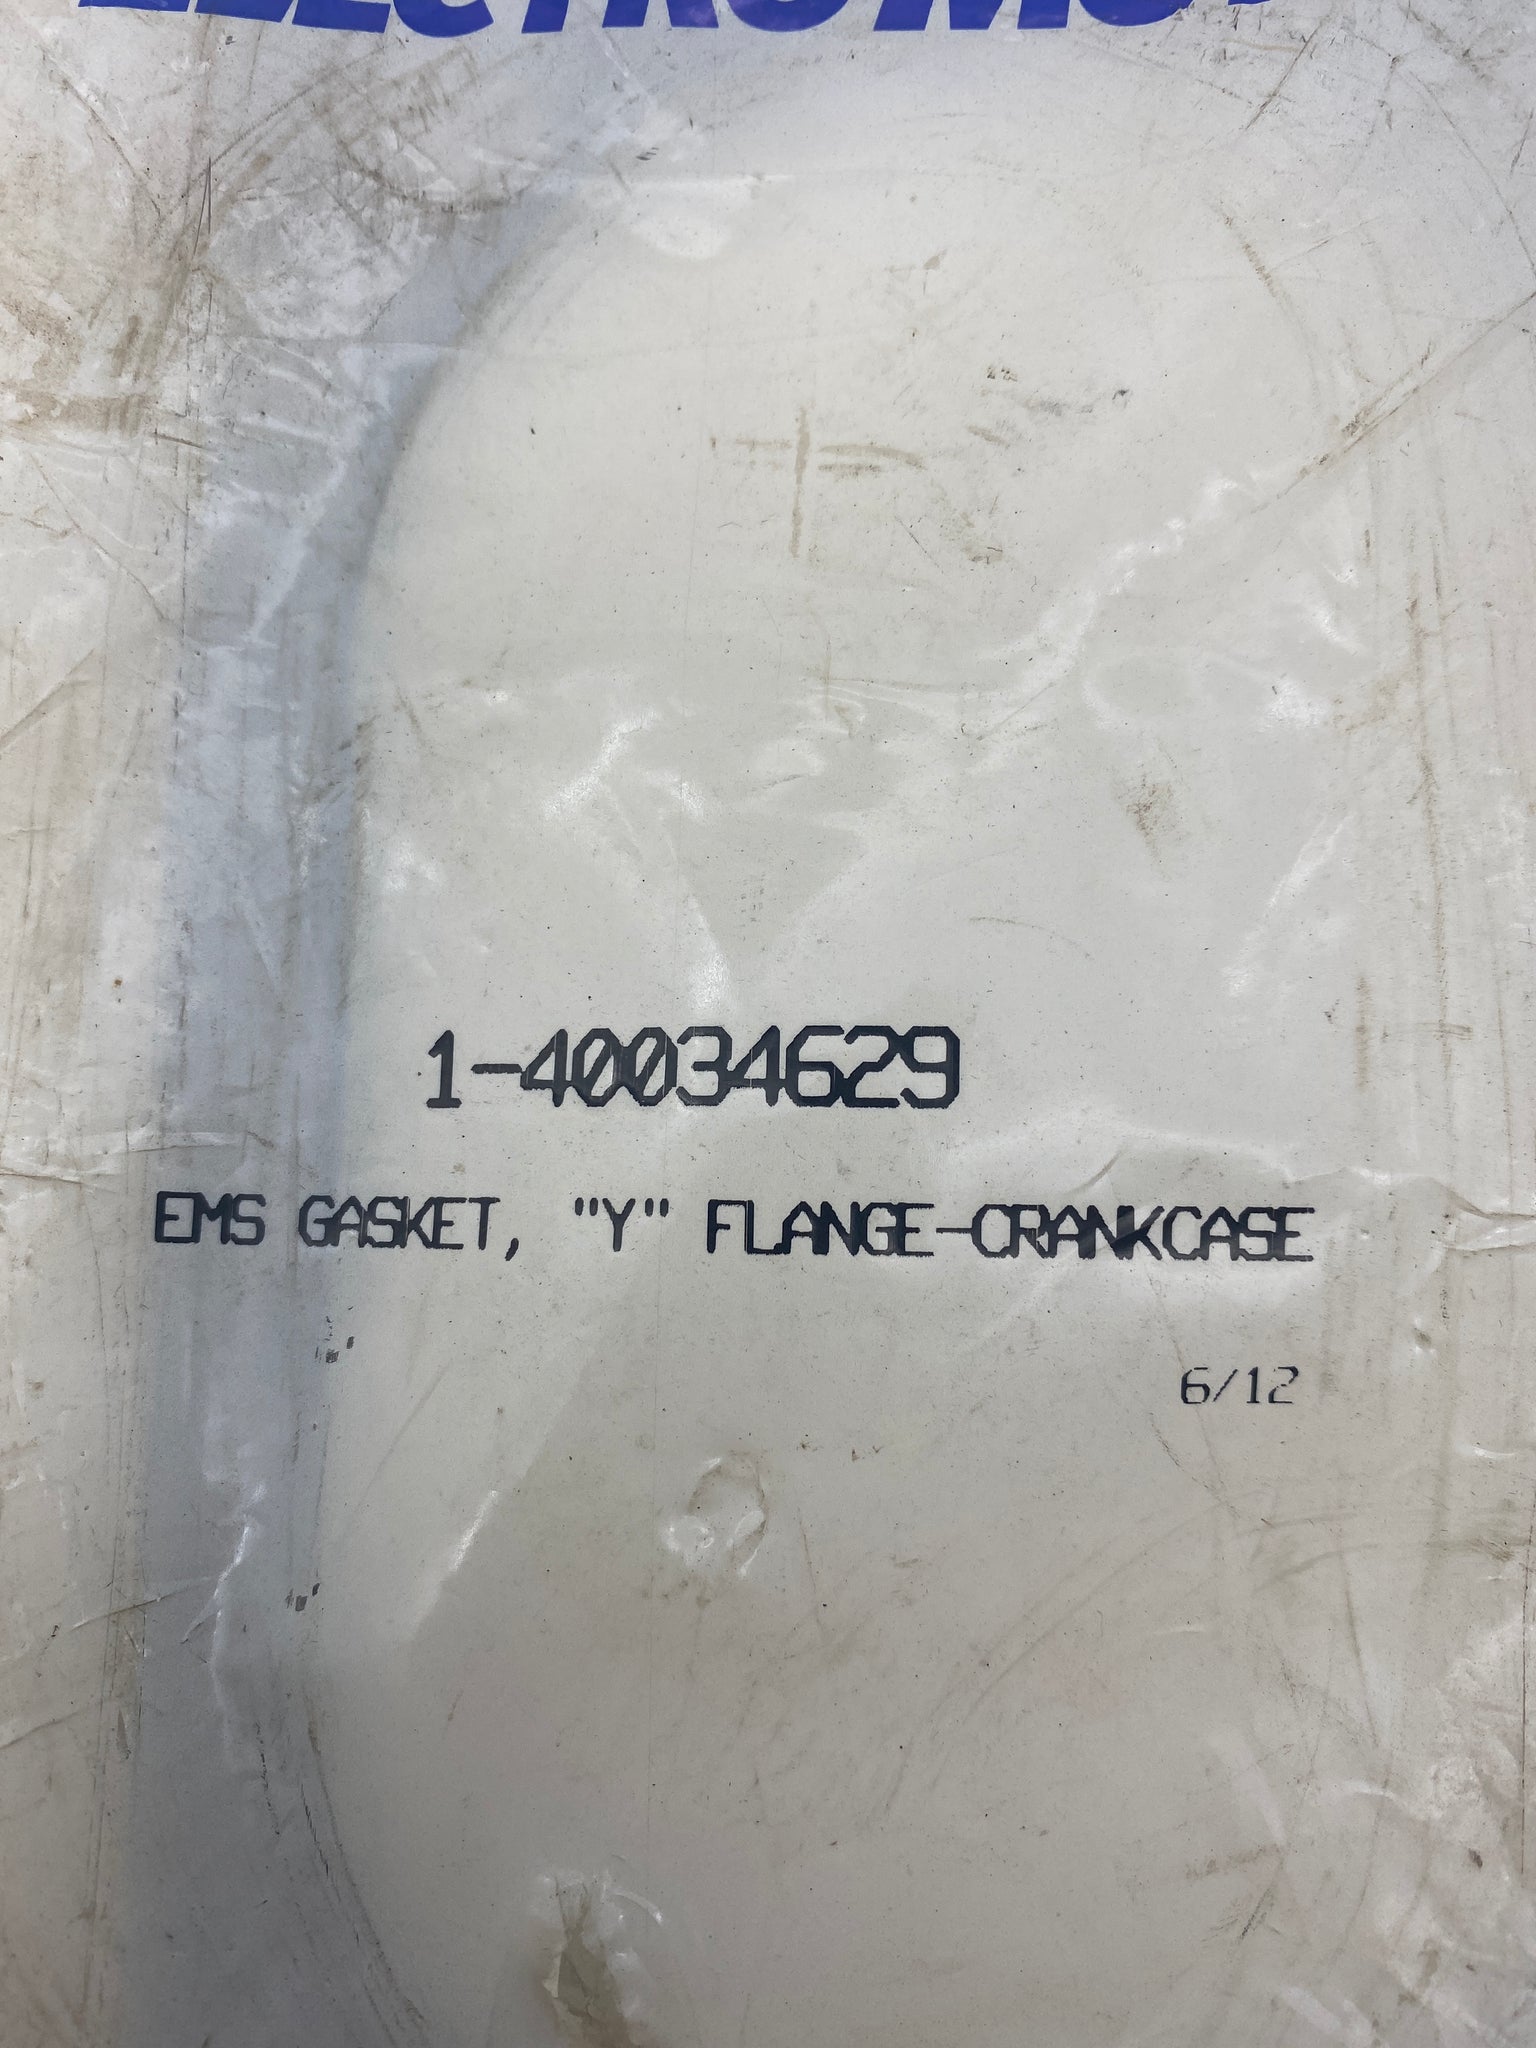 1-40034629
EMS GASKET, "Y" FLANGE-CRANKCASE
6/12